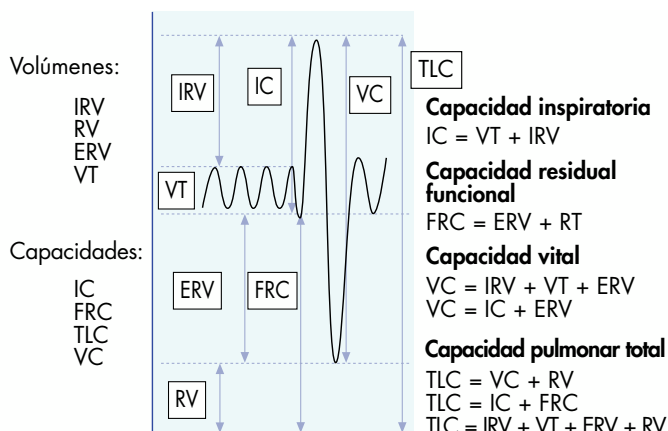 Volúmenes:
IRV
RV
ERV
VT
Capacidades:
IC
FRC
TLC
VC
IRV
IC
VC
TLC
VT
ERV
FRC
RV
Capacidad inspiratoria
IC = VT + IRV
Capacidad residual
funcional
FRC = ERV + RT
Capacidad vital
VC = IRV + VT + ERV
VC = IC + ERV
Capacidad pulmonar total
TLC = VC + RV
TLC = IC + FRC
TLC = IRV + VT + ERV + RV